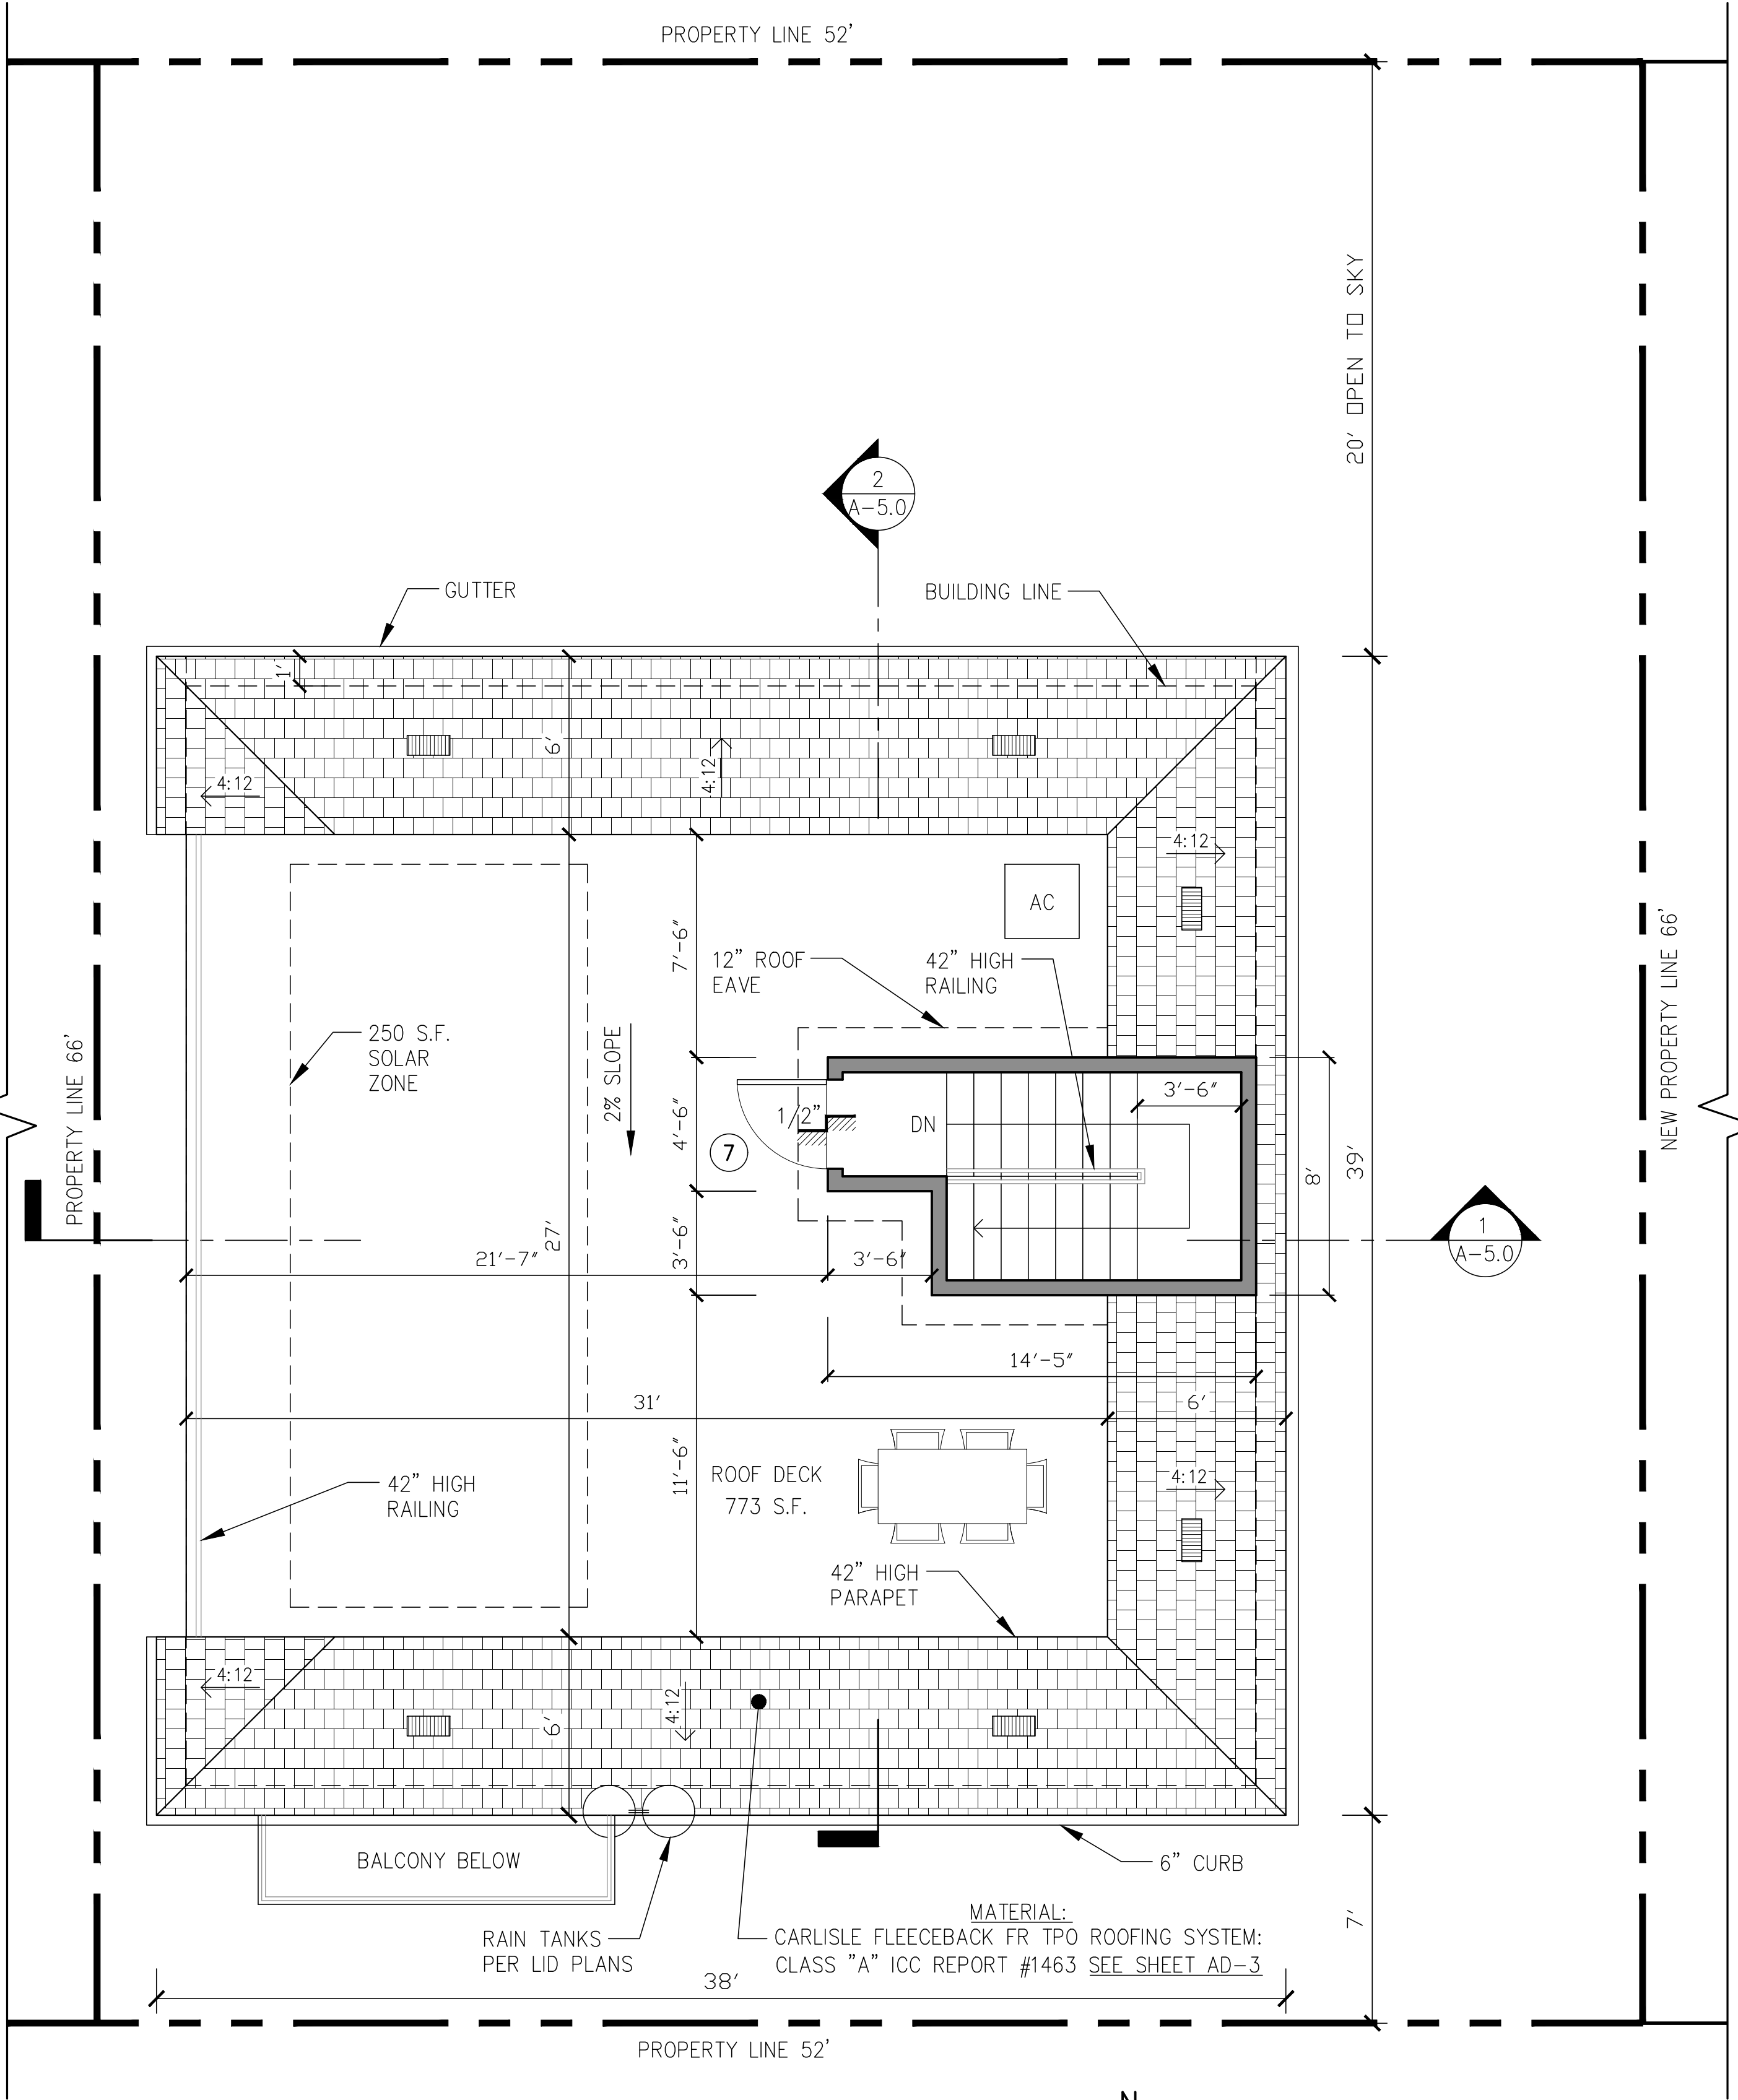 PROPERTY LINE 52'
20' OPEN TO SKY
2
A-5.0
GUTTER
BUILDING LINE
1'
6'
4:12
4:12
4:12
AC
7'-6"
12" ROOF
EAVE
42" HIGH
RAILING
250 S.F.
SOLAR
ZONE
2% SLOPE
PROPERTY LINE 66'
NEW PROPERTY LINE 66'
3'-6"
1/2"
DN
4'-6"
7
8'
39'
1
A-5.0
27'
21'-7"
3'-6"
3'-6"
14'-5"
31'
6'
11'-6"
ROOF DECK
773 S.F.
42" HIGH
RAILING
4:12
42" HIGH
PARAPET
4:12
4:12
6'
BALCONY BELOW
6" CURB
MATERIAL:
RAIN TANKS
PER LID PLANS
CARLISLE FLEECEBACK FR TPO ROOFING SYSTEM:
CLASS "A" ICC REPORT #1463 SEE SHEET AD-3
7'
38'
PROPERTY LINE 52'
N